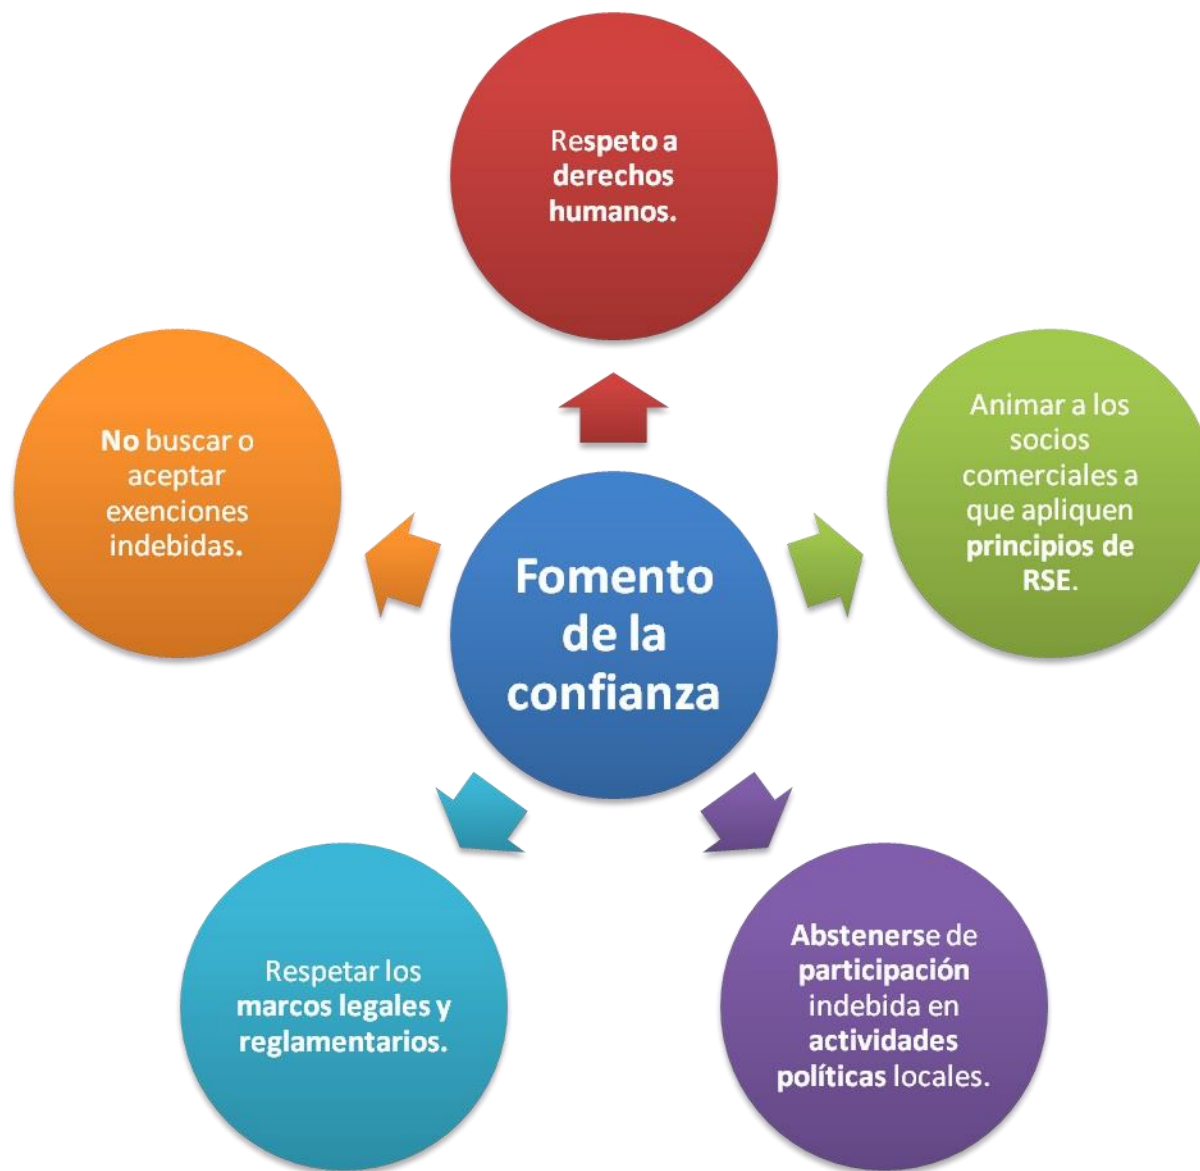 Respeto a
derechos
humanos.
No buscar o
aceptar
exenciones
indebidas.
Animar a los
socios
comerciales a
que apliquen
principios de
RSE.
Fomento
de la
confianza
Respetar los
marcos legales y
reglamentarios.
Abstenerse de
participación
indebida en
actividades
políticas locales.